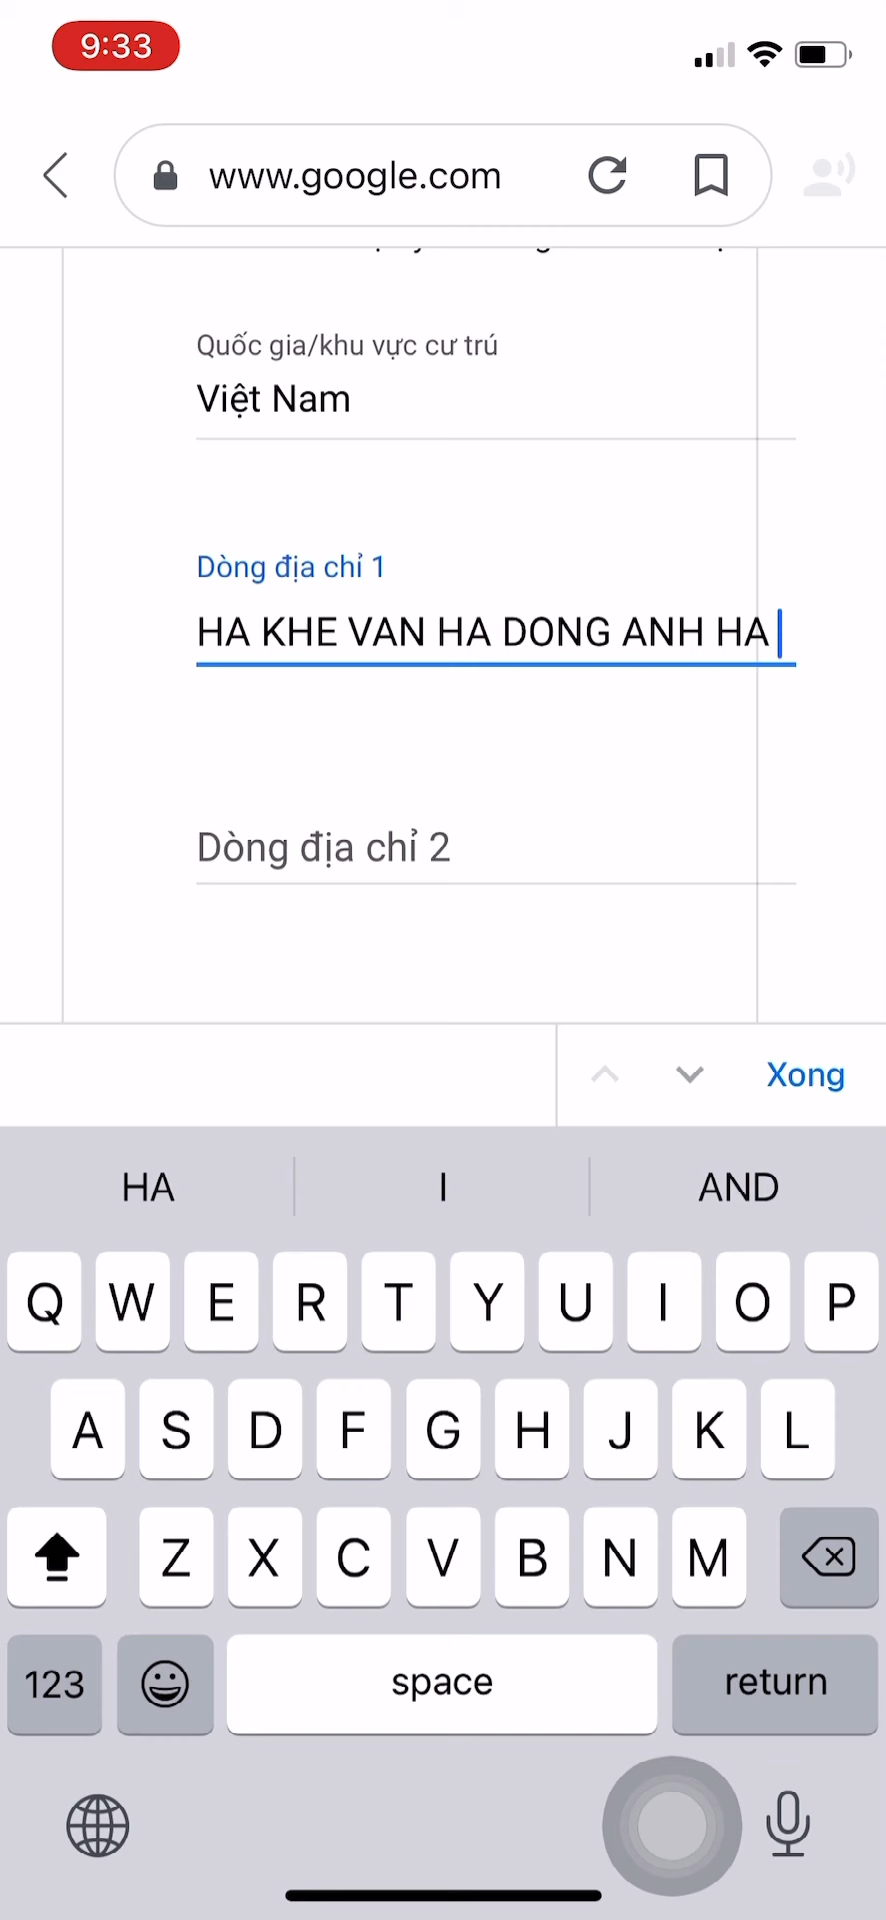 9:33
www.google.com
Quốc gia/khu vực cư trú
Việt Nam
Dòng địa chỉ 1
HA KHE VAN HA DONG ANH HA
Dòng địa chỉ 2
Xong
HA I AND
Q W E R T Y U I O P
A S D F G H J K L
Z X C V B N M
123 space return